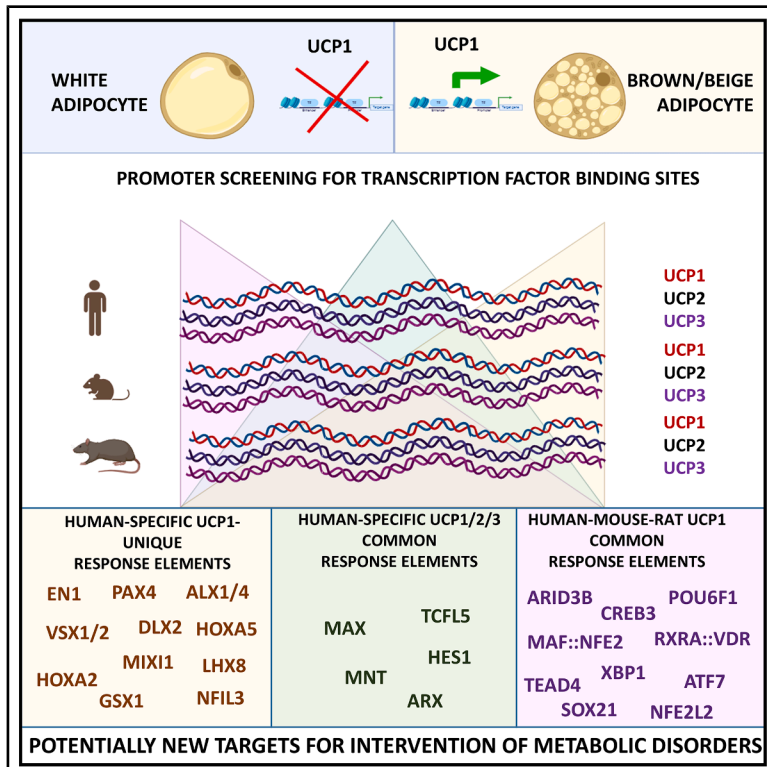 UCP1
UCP1
WHITE
ADIPOCYTE
BROWN/BEIGE
ADIPOCYTE
PROMOTER SCREENING FOR TRANSCRIPTION FACTOR BINDING SITES
UCP1
UCP2
UCP3
UCP1
UCP2
UCP3
UCP1
UCP2
UCP3
HUMAN-SPECIFIC UCP1-
UNIQUE
RESPONSE ELEMENTS
EN1 PAX4 ALX1/4
VSX1/2 DLX2 HOXA5
MIXI1 LHX8
HOXA2
GSX1 NFIL3
HUMAN-SPECIFIC UCP1/2/3
COMMON
RESPONSE ELEMENTS
TCFL5
MAX
HES1
MNT
ARX
HUMAN-MOUSE-RAT UCP1
COMMON
RESPONSE ELEMENTS
ARID3B POU6F1
CREB3
MAF::NFE2 RXRA::VDR
XBP1
TEAD4 ATF7
SOX21 NFE2L2
POTENTIALLY NEW TARGETS FOR INTERVENTION OF METABOLIC DISORDERS